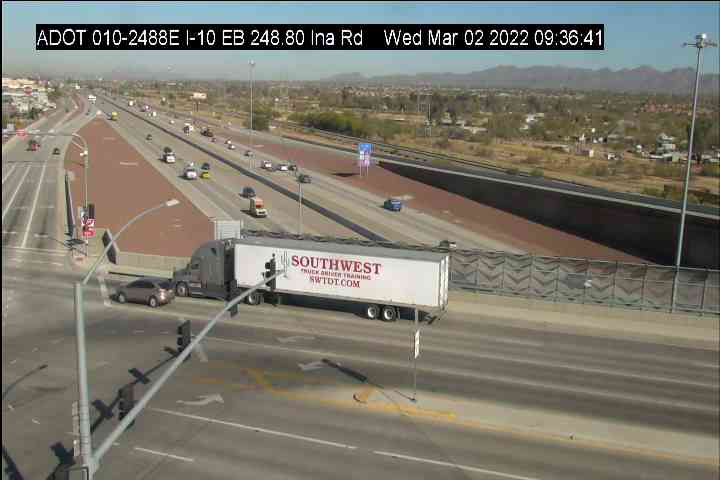 ADOT 010-2488E I-10 EB 248.80 Ina Rd Wed Mar 02 2022 09:36:41
SOUTHWEST
TRUCK DRIVER TRAINING
SWTDT.COM